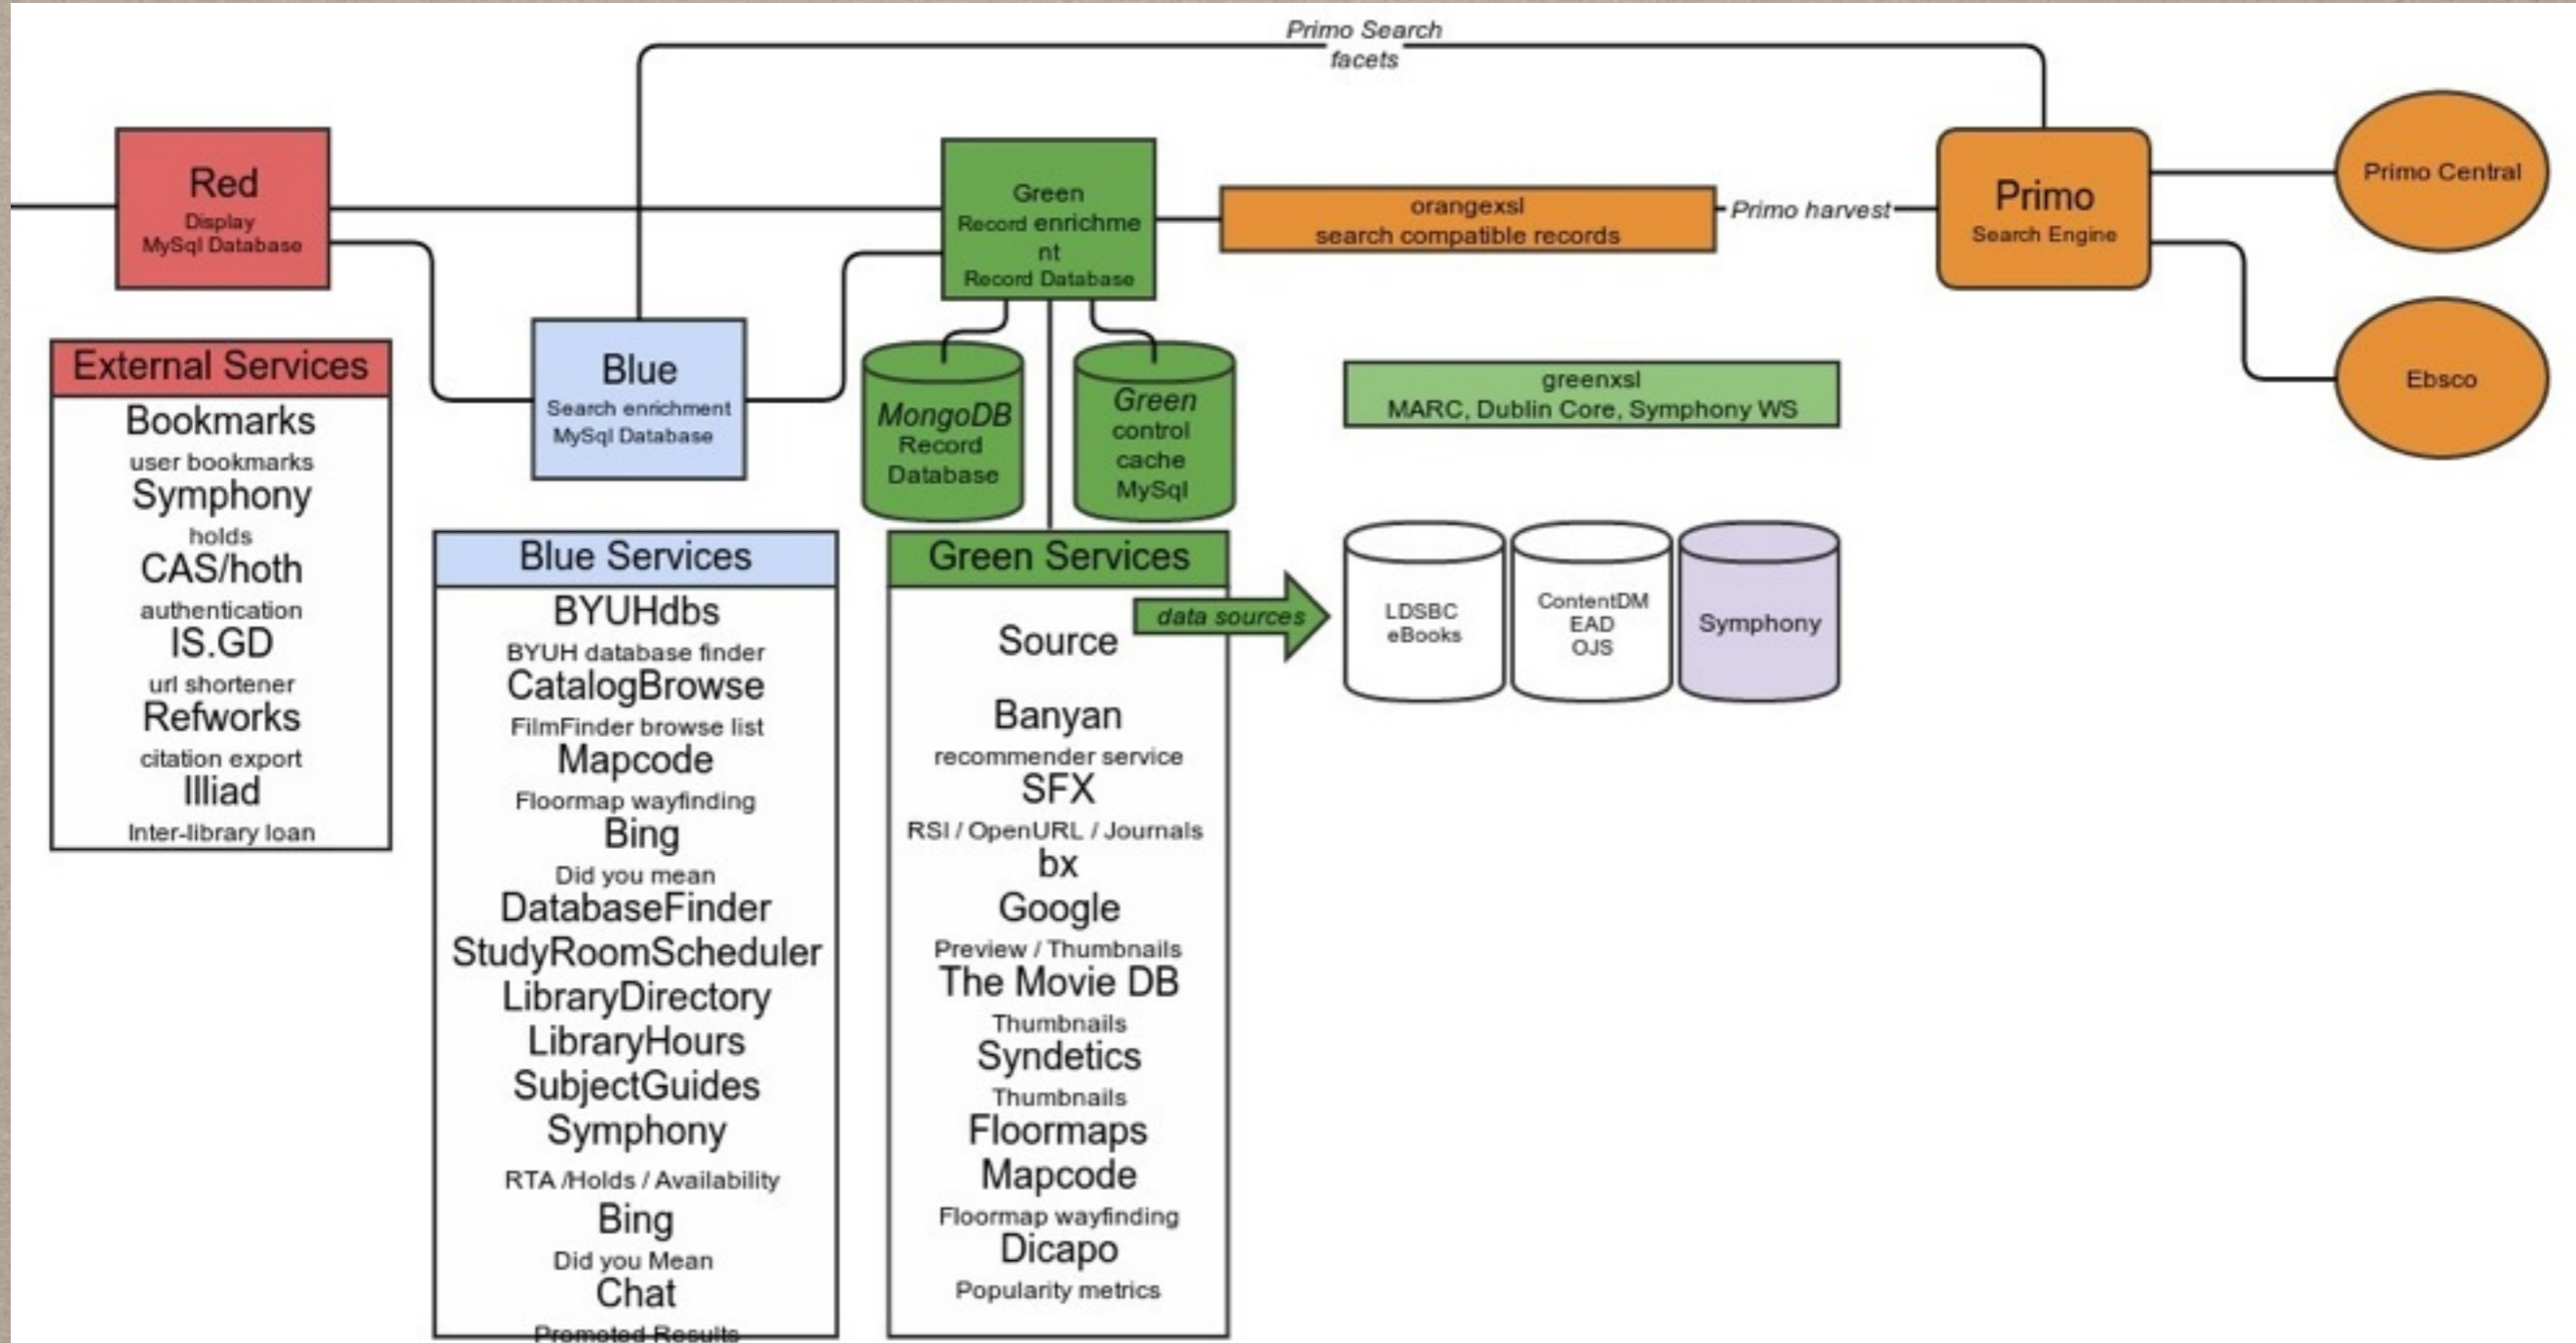 Primo Search
facets
Red
Display
MySql Database
Green
Record enrichme
nt
Record Database
orangexsl
search compatible records
Primo harvest
Primo
Search Engine
Primo Central
Ebsco
Blue
Search enrichment
MySql Database
MongoDB
Record
Database
Green
control
cache
MySql
greenxsl
MARC, Dublin Core, Symphony WS
External Services
Bookmarks
user bookmarks
Symphony
holds
CAS/hoth
authentication
IS.GD
url shortener
Refworks
citation export
Illiad
Inter-library loan
Blue Services
BYUHdbs
BYUH database finder
CatalogBrowse
FilmFinder browse list
Mapcode
Floormap wayfinding
Bing
Did you mean
DatabaseFinder
StudyRoomScheduler
LibraryDirectory
LibraryHours
SubjectGuides
Symphony
RTA /Holds / Availability
Bing
Did you Mean
Chat
Promoted Results
Green Services
Source
Banyan
recommender service
SFX
RSI / OpenURL / Journals
bx
Google
Preview / Thumbnails
The Movie DB
Thumbnails
Syndetics
Thumbnails
Floormaps
Mapcode
Floormap wayfinding
Dicapo
Popularity metrics
data sources
LDSBC
eBooks
ContentDM
EAD
OJS
Symphony